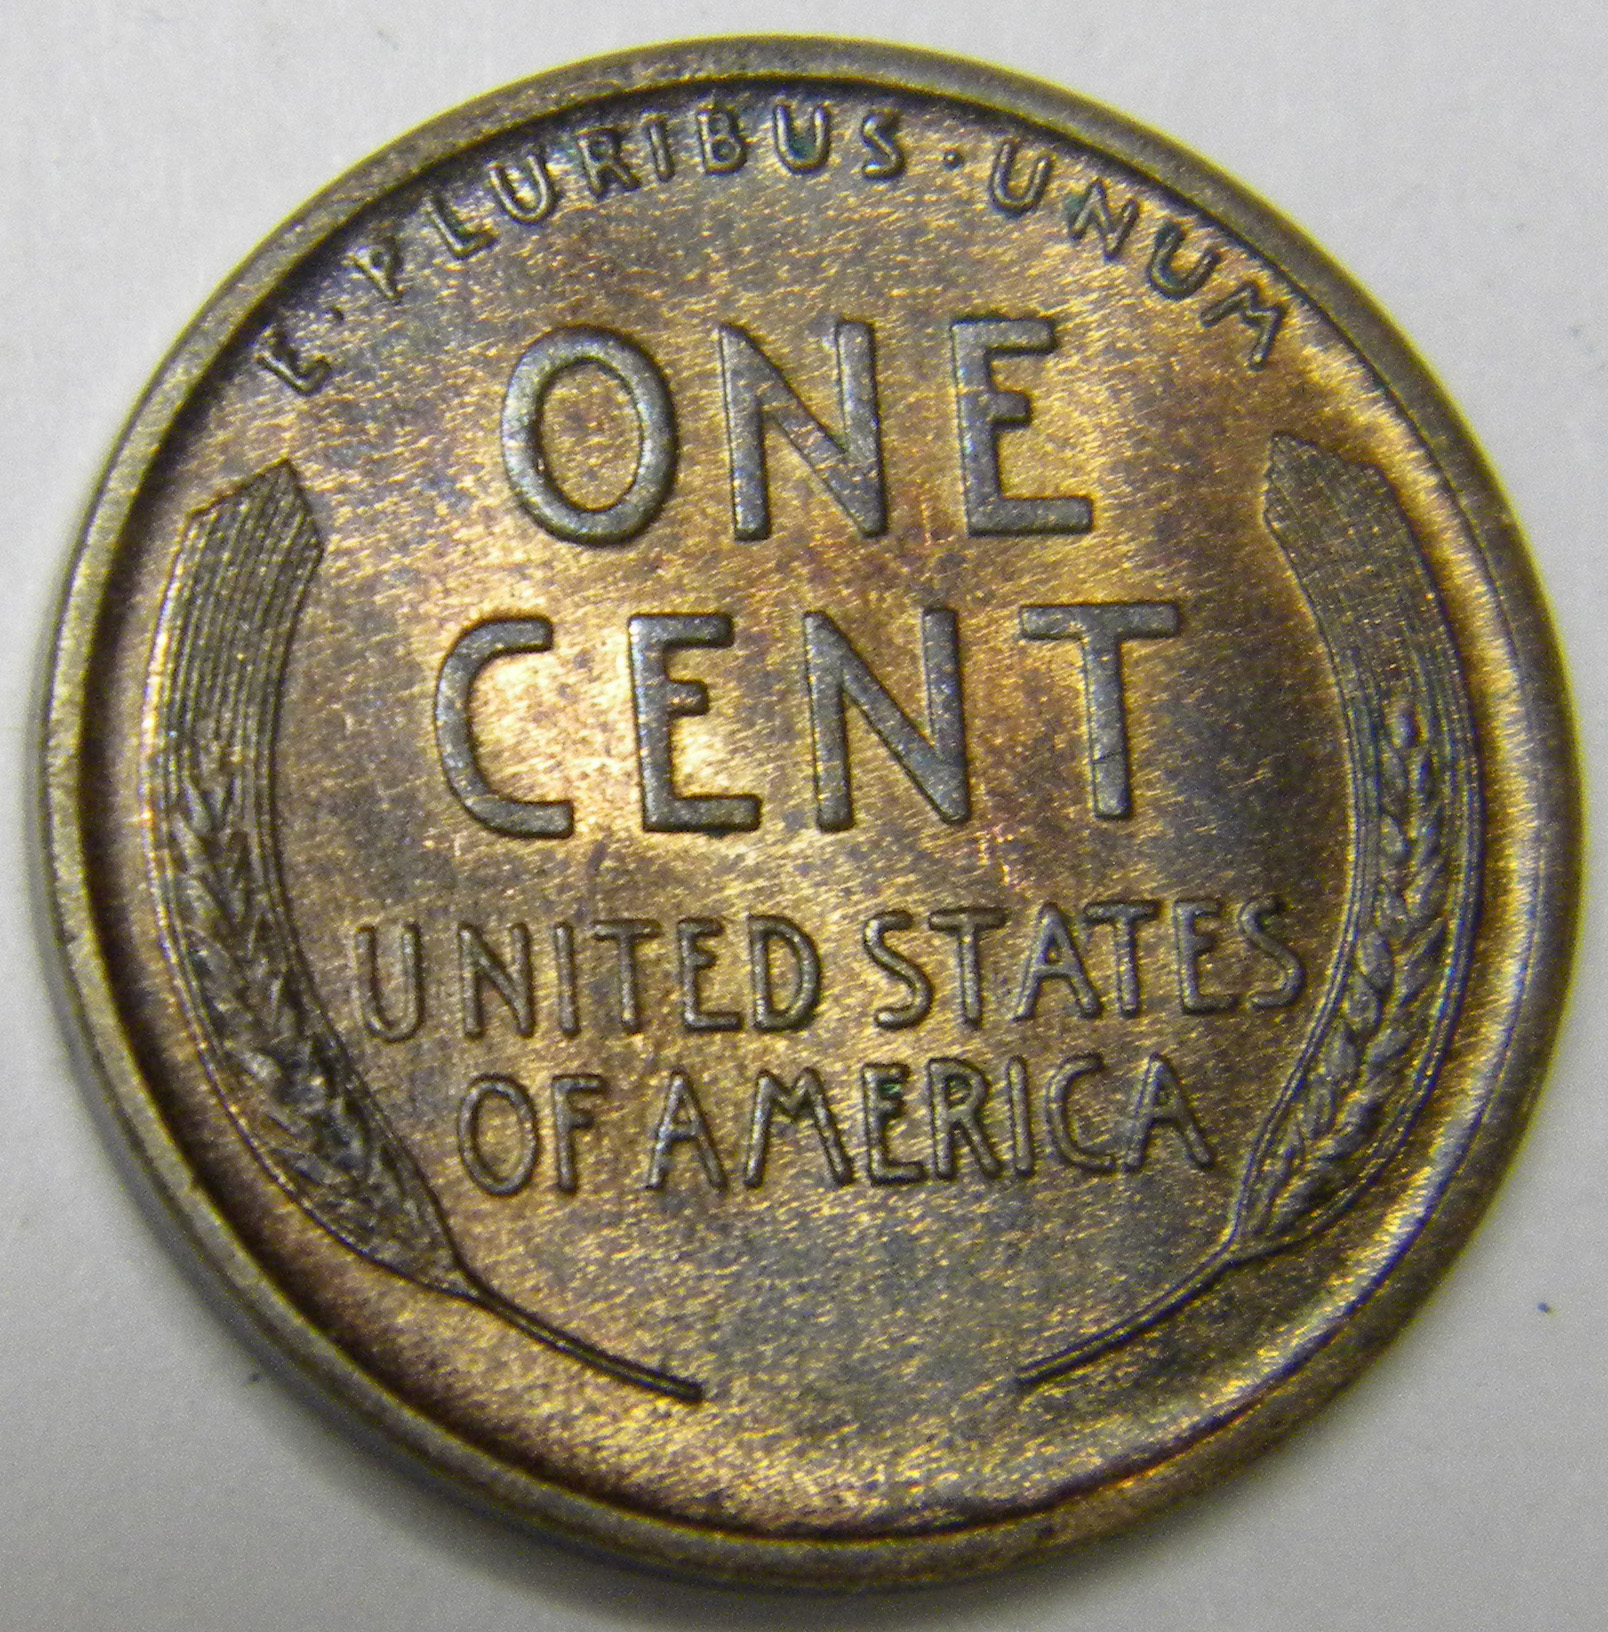 E·PLURIBUS·UNUM
ONE
CENT
UNITED STATES
OF AMERICA